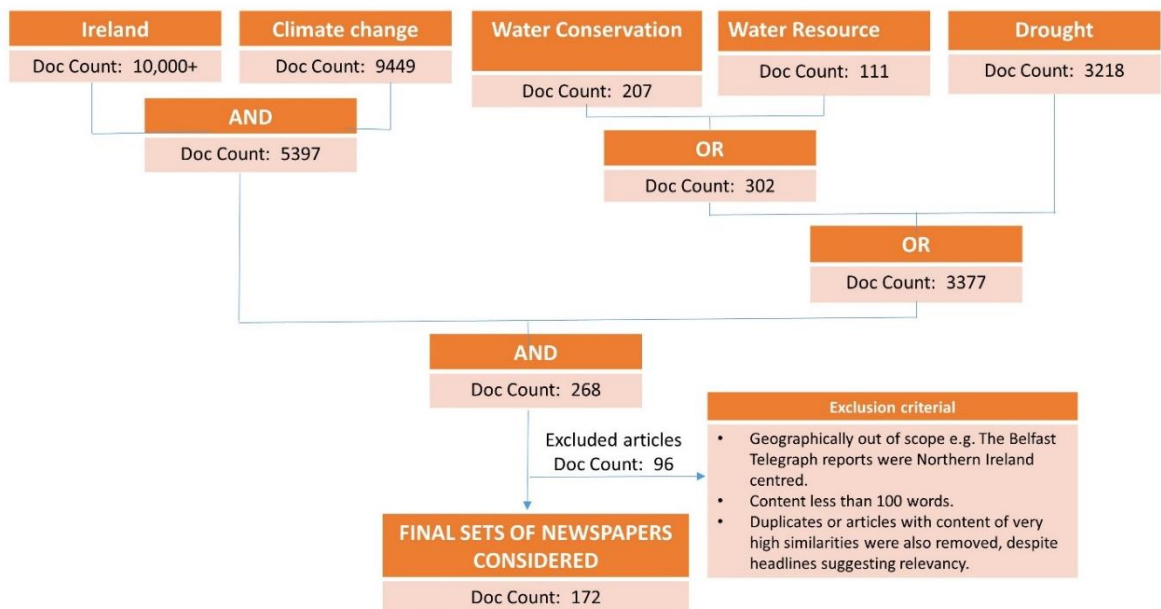 Ireland
Doc Count: 10,000+
Climate change
Doc Count: 9449
Water Conservation
Doc Count: 207
Water Resource
Doc Count: 111
Drought
Doc Count: 3218
AND
Doc Count: 5397
OR
Doc Count: 302
OR
Doc Count: 3377
AND
Doc Count: 268
Excluded articles
Doc Count: 96
Exclusion criterial
• Geographically out of scope e.g. The Belfast
Telegraph reports were Northern Ireland
centred.
• Content less than 100 words.
• Duplicates or articles with content of very
high similarities were also removed, despite
headlines suggesting relevancy.
FINAL SETS OF NEWSPAPERS
CONSIDERED
Doc Count: 172